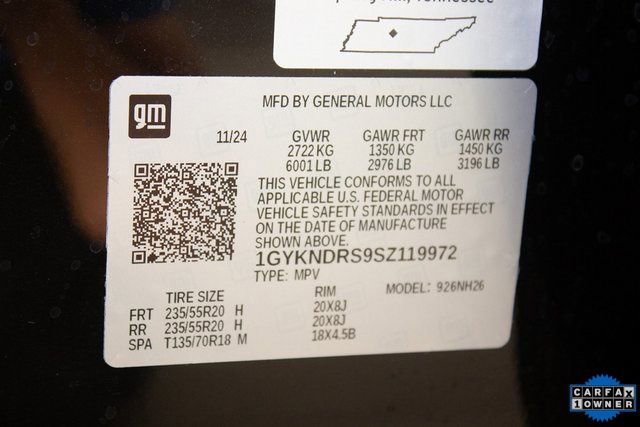 gm
MFD BY GENERAL MOTORS LLC
11/24 GVWR GAWR FRT GAWR RR
2722 KG 1350 KG 1450 KG
6001 LB 2976 LB 3196 LB
THIS VEHICLE CONFORMS TO ALL
APPLICABLE U.S. FEDERAL MOTOR
VEHICLE SAFETY STANDARDS IN EFFECT
ON THE DATE OF MANUFACTURE
SHOWN ABOVE.
1GYKNDRS9SZ119972
TYPE: MPV
TIRE SIZE RIM MODEL: 926NH26
FRT 235/55R20 H 20X8J
RR 235/55R20 H 20X8J
SPA T135/70R18 M 18X4.5B
CARFAX
1 OWNER